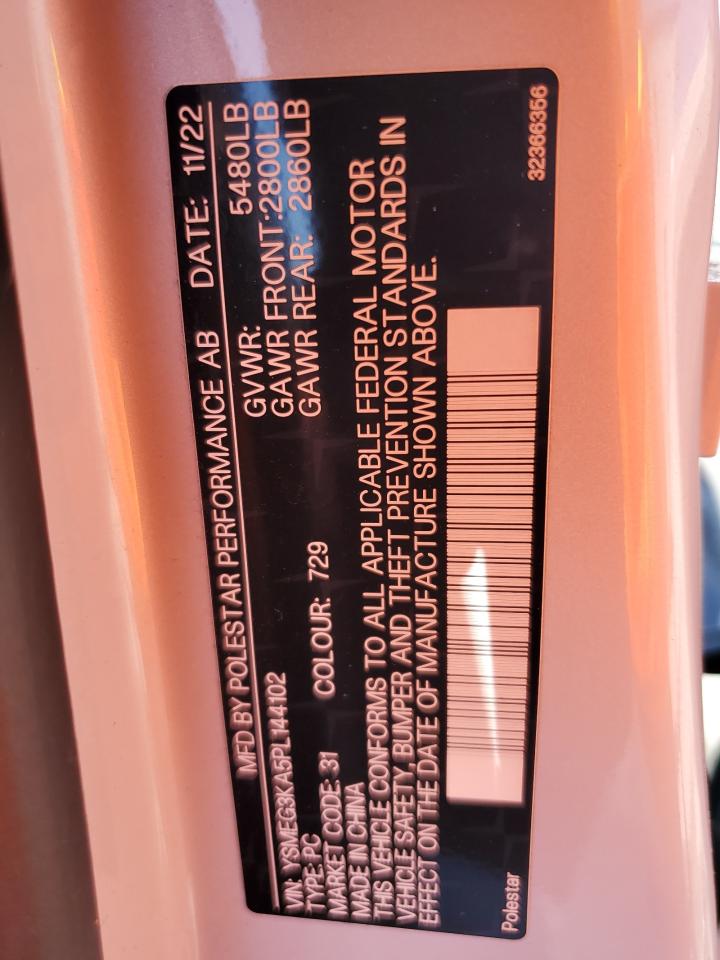 MFD BY POLESTAR PERFORMANCE AB DATE: 11/22
VIN: YSMEG3KA5PL144102 GVWR: 5480LB
TYPE: PC GAWR FRONT: 2800LB
MARKET CODE: 31 COLOUR: 729 GAWR REAR: 2860LB
MADE IN CHINA
THIS VEHICLE CONFORMS TO ALL APPLICABLE FEDERAL MOTOR
VEHICLE SAFETY, BUMPER AND THEFT PREVENTION STANDARDS IN
EFFECT ON THE DATE OF MANUFACTURE SHOWN ABOVE.
Polestar 32366356